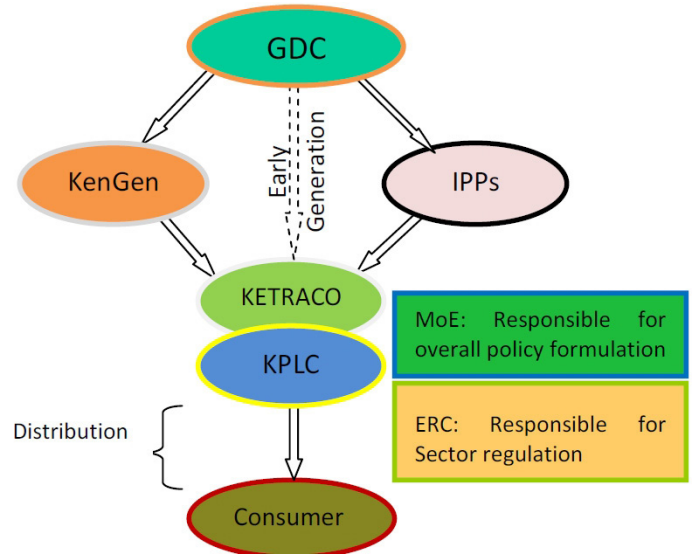 GDC
KenGen
Early
Generation
IPPs
KETRACO
KPLC
MoE: Responsible for
overall policy formulation
ERC: Responsible for
Sector regulation
Distribution
Consumer